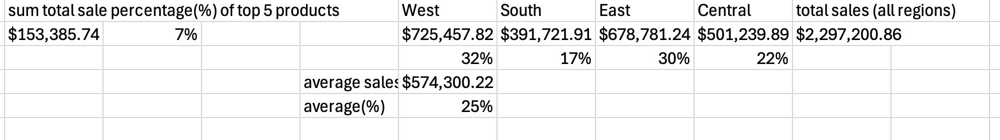 sum total sale percentage(%) of top 5 products West South East Central total sales (all regions)
$153,385.74 7% $725,457.82 $391,721.91 $678,781.24 $501,239.89 $2,297,200.86
32% 17% 30% 22%
average sales $574,300.22
average(%) 25%